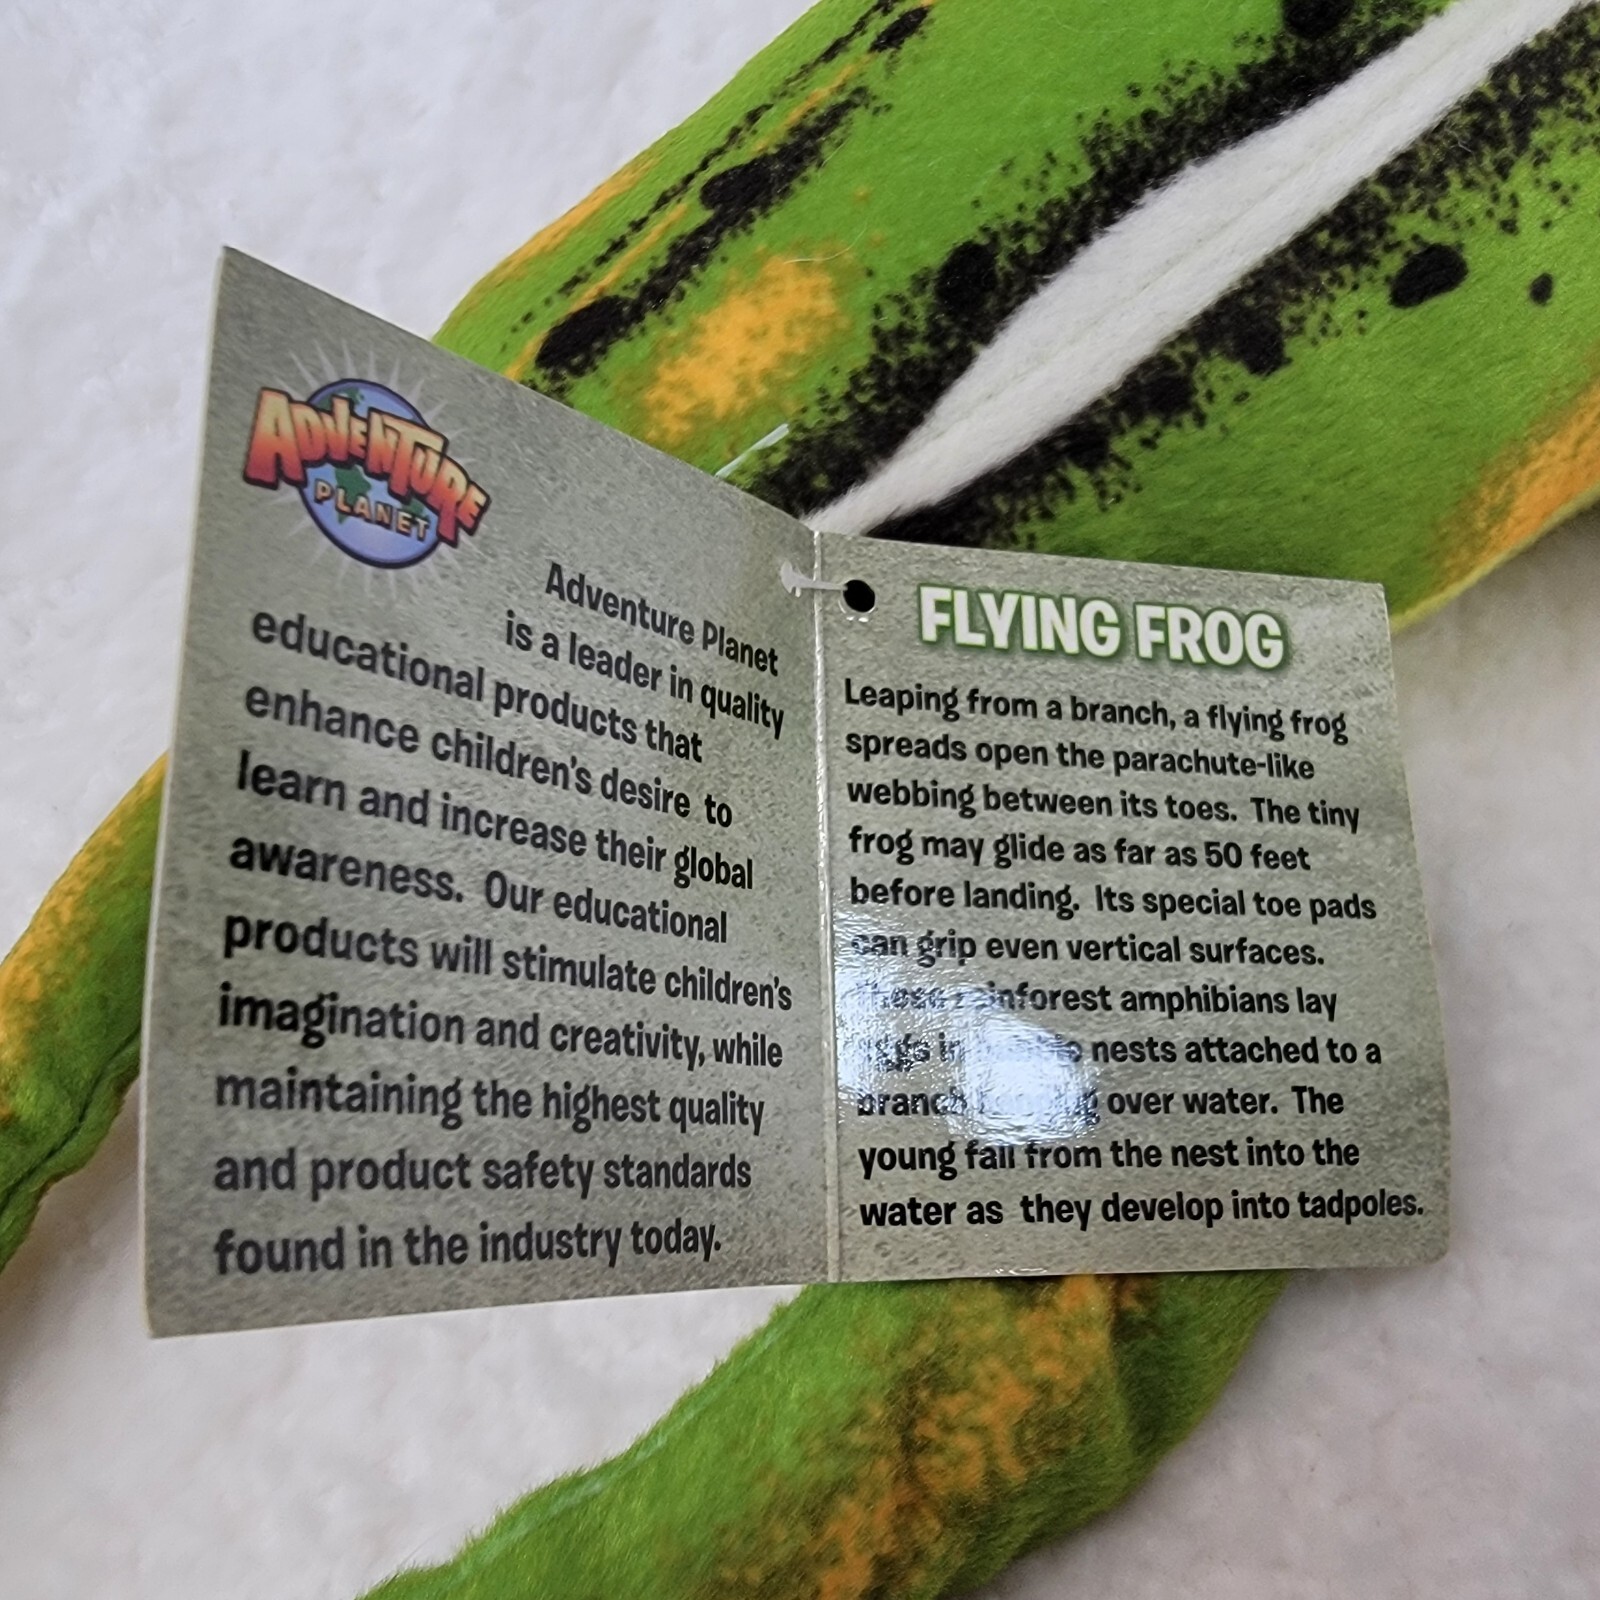 ADVENTURE
PLANET
Adventure Planet
is a leader in quality
educational products that
enhance children's desire to
learn and increase their global
awareness. Our educational
products will stimulate children's
imagination and creativity, while
maintaining the highest quality
and product safety standards
found in the industry today.
FLYING FROG
Leaping from a branch, a flying frog
spreads open the parachute-like
webbing between its toes. The tiny
frog may glide as far as 50 feet
before landing. Its special toe pads
can grip even vertical surfaces.
These rainforest amphibians lay
eggs in nests attached to a
branch over water. The
young fall from the nest into the
water as they develop into tadpoles.